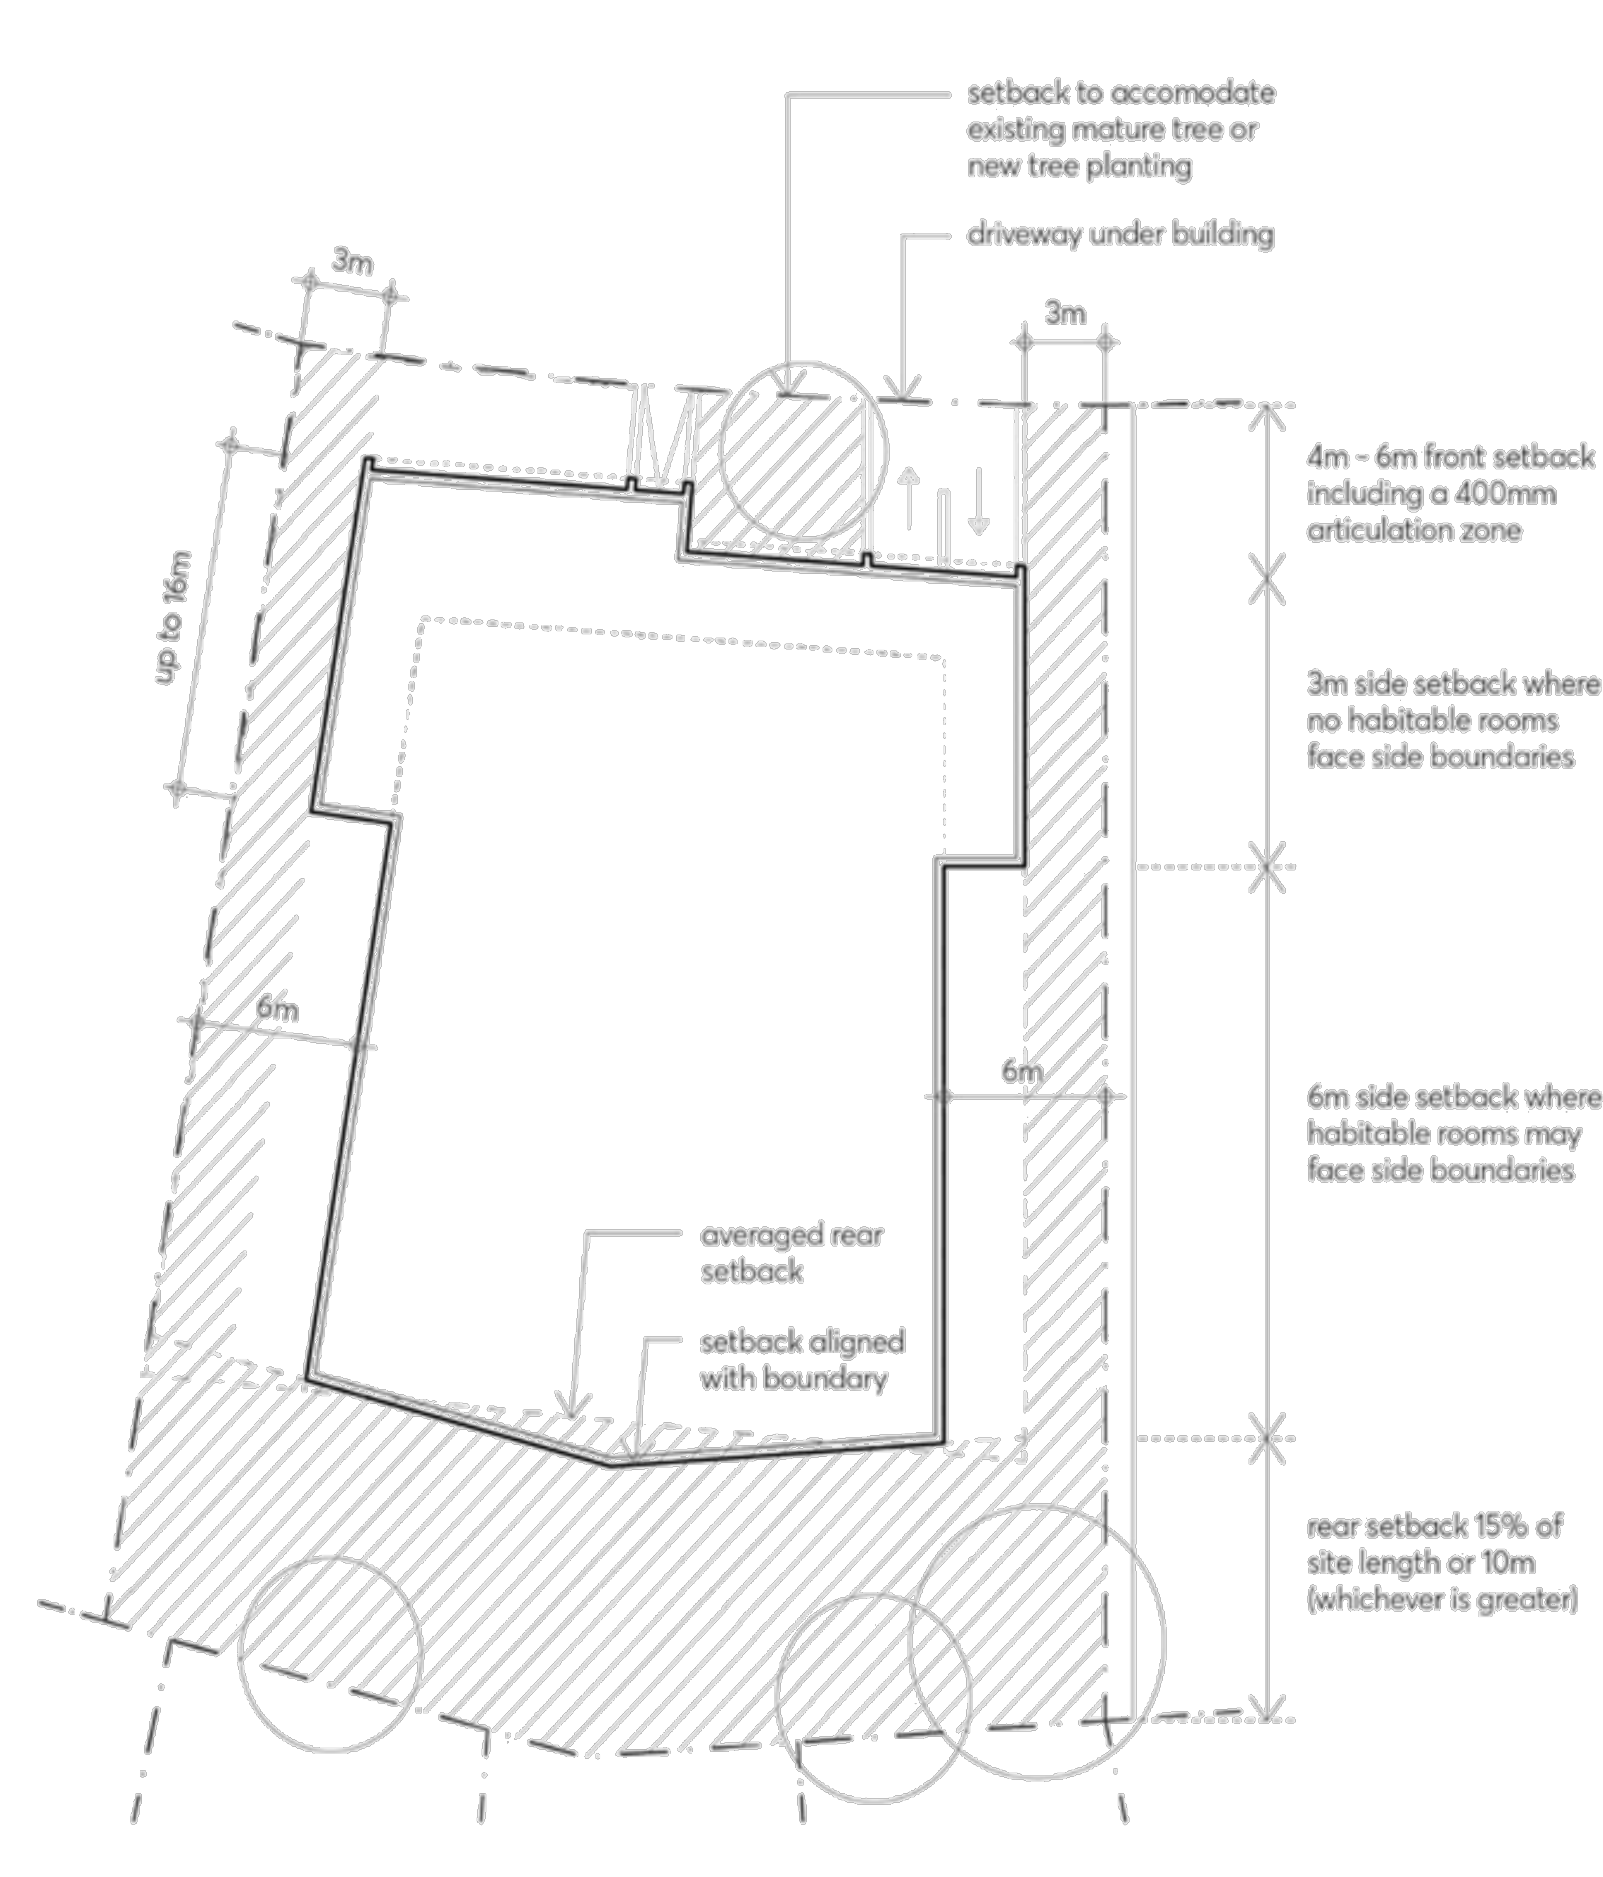 setback to accomodate
existing mature tree or
new tree planting
driveway under building
3m
3m
4m - 6m front setback
including a 400mm
articulation zone
up to 16m
3m side setback where
no habitable rooms
face side boundaries
6m
6m
6m side setback where
habitable rooms may
face side boundaries
averaged rear
setback
setback aligned
with boundary
rear setback 15% of
site length or 10m
(whichever is greater)